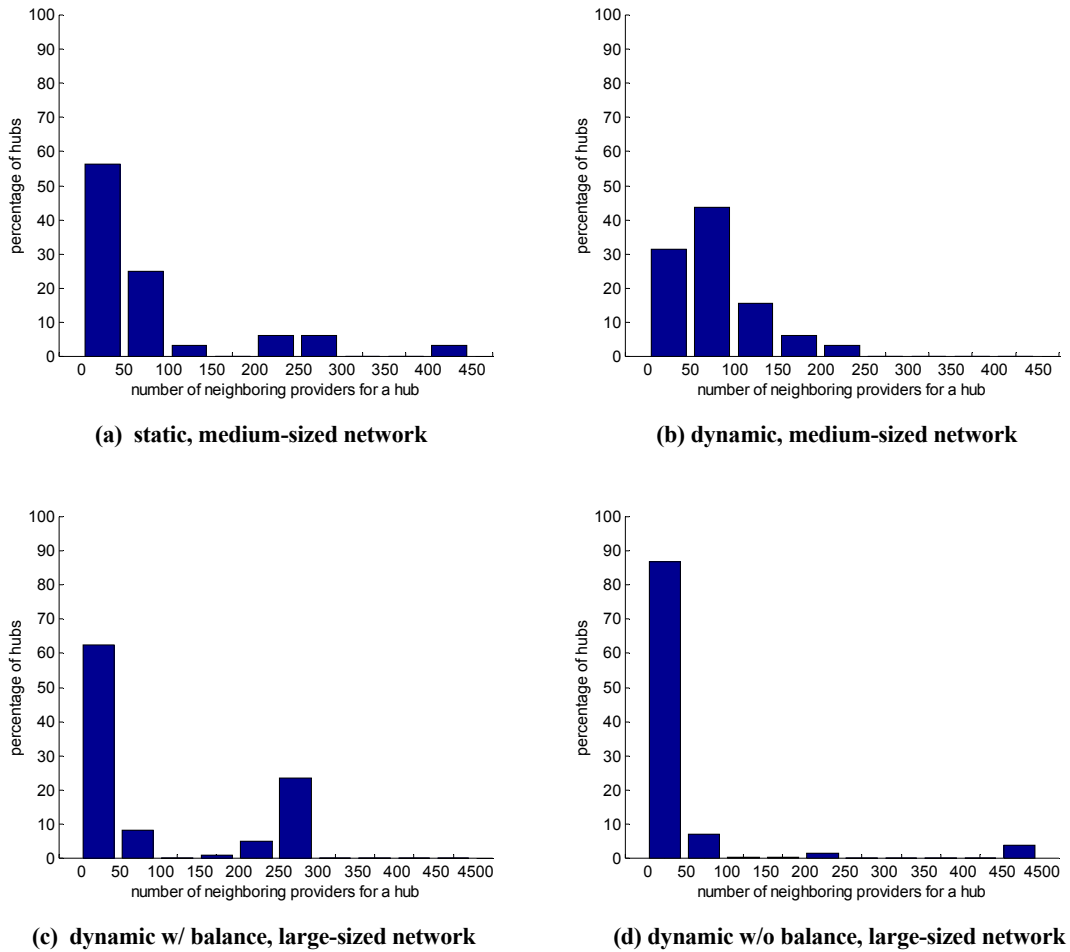 100
90
80
70
60
50
40
30
20
10
0
percentage of hubs
0 50 100 150 200 250 300 350 400 450
number of neighboring providers for a hub
(a) static, medium-sized network
100
90
80
70
60
50
40
30
20
10
0
percentage of hubs
0 50 100 150 200 250 300 350 400 450
number of neighboring providers for a hub
(b) dynamic, medium-sized network
100
90
80
70
60
50
40
30
20
10
0
percentage of hubs
0 50 100 150 200 250 300 350 400 450 4500
number of neighboring providers for a hub
(c) dynamic w/ balance, large-sized network
100
90
80
70
60
50
40
30
20
10
0
percentage of hubs
0 50 100 150 200 250 300 350 400 450 4500
number of neighboring providers for a hub
(d) dynamic w/o balance, large-sized network